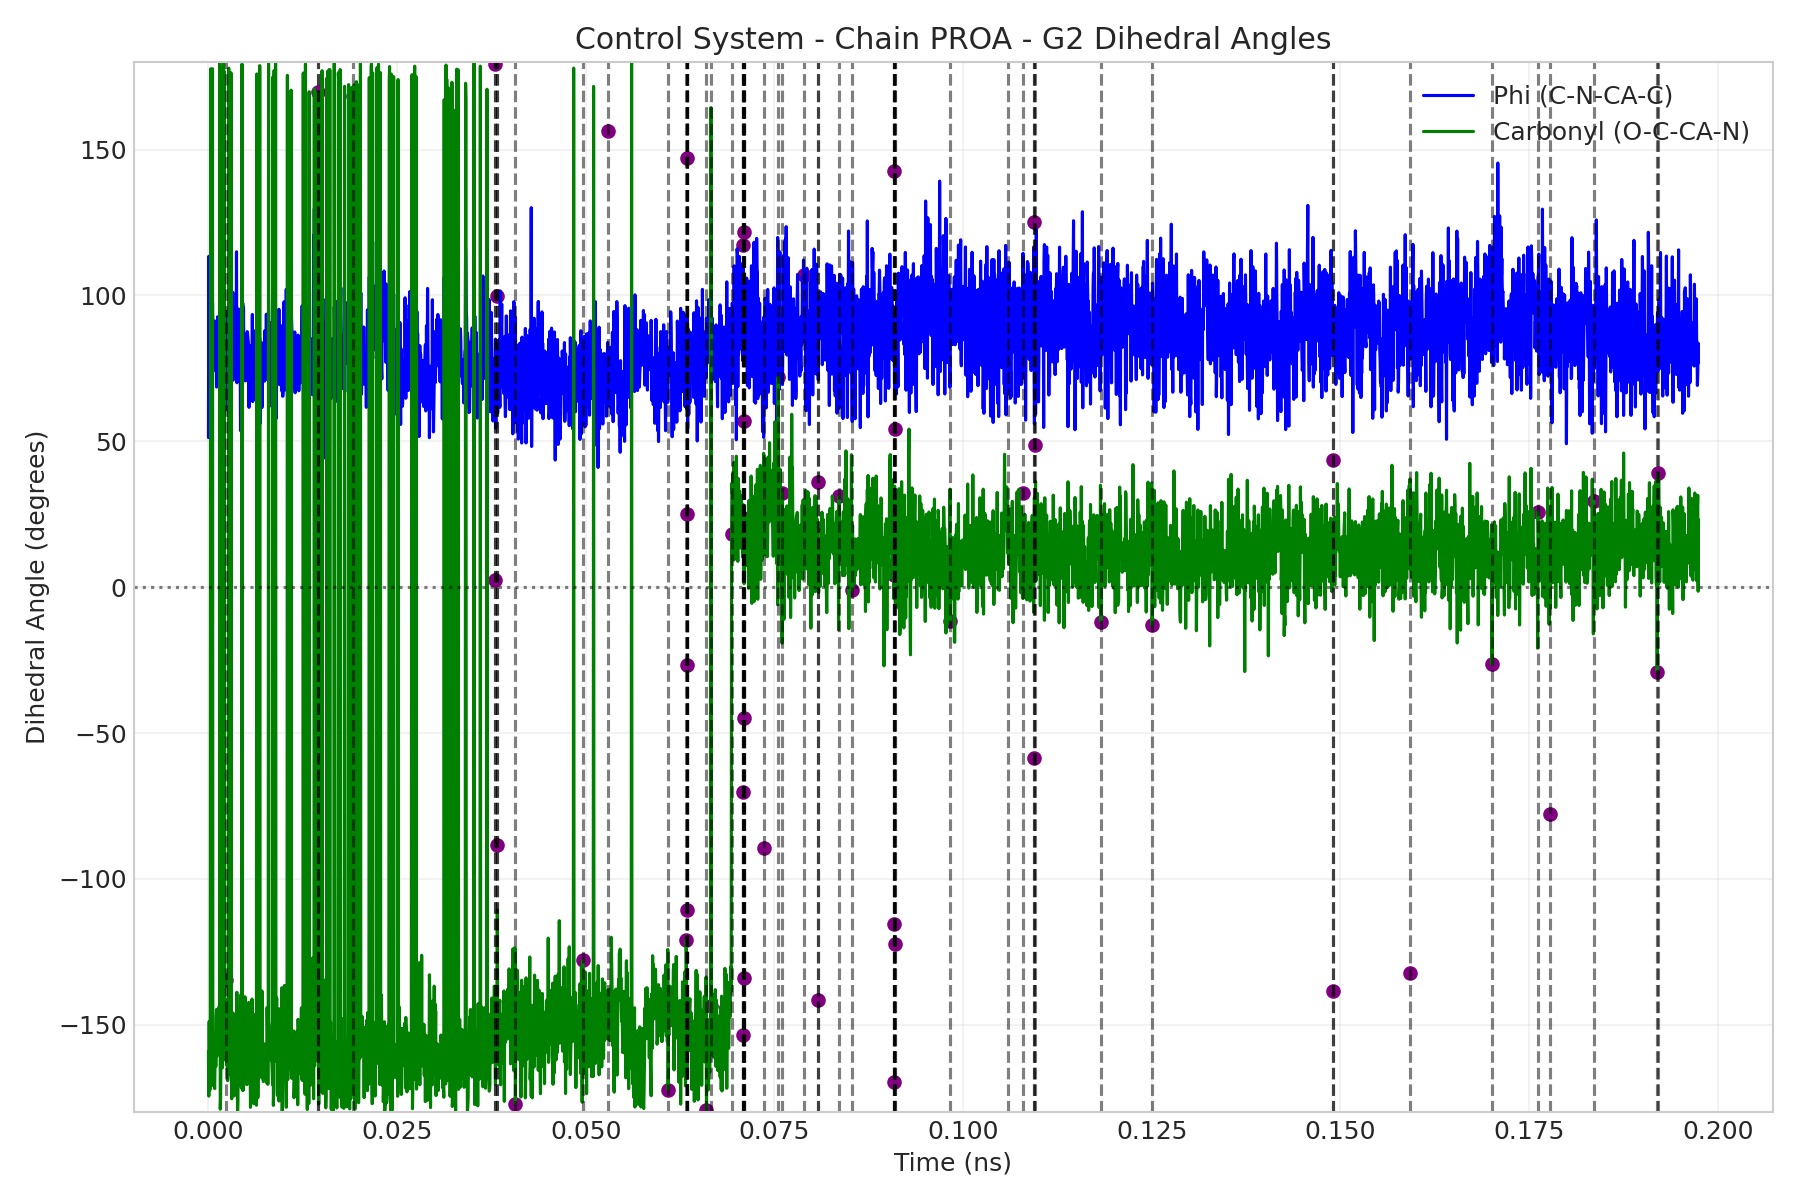 Control System - Chain PROA - G2 Dihedral Angles
Phi (C-N-CA-C)
Carbonyl (O-C-CA-N)
Dihedral Angle (degrees)
150
100
50
0
−50
−100
−150
0.000 0.025 0.050 0.075 0.100 0.125 0.150 0.175 0.200
Time (ns)